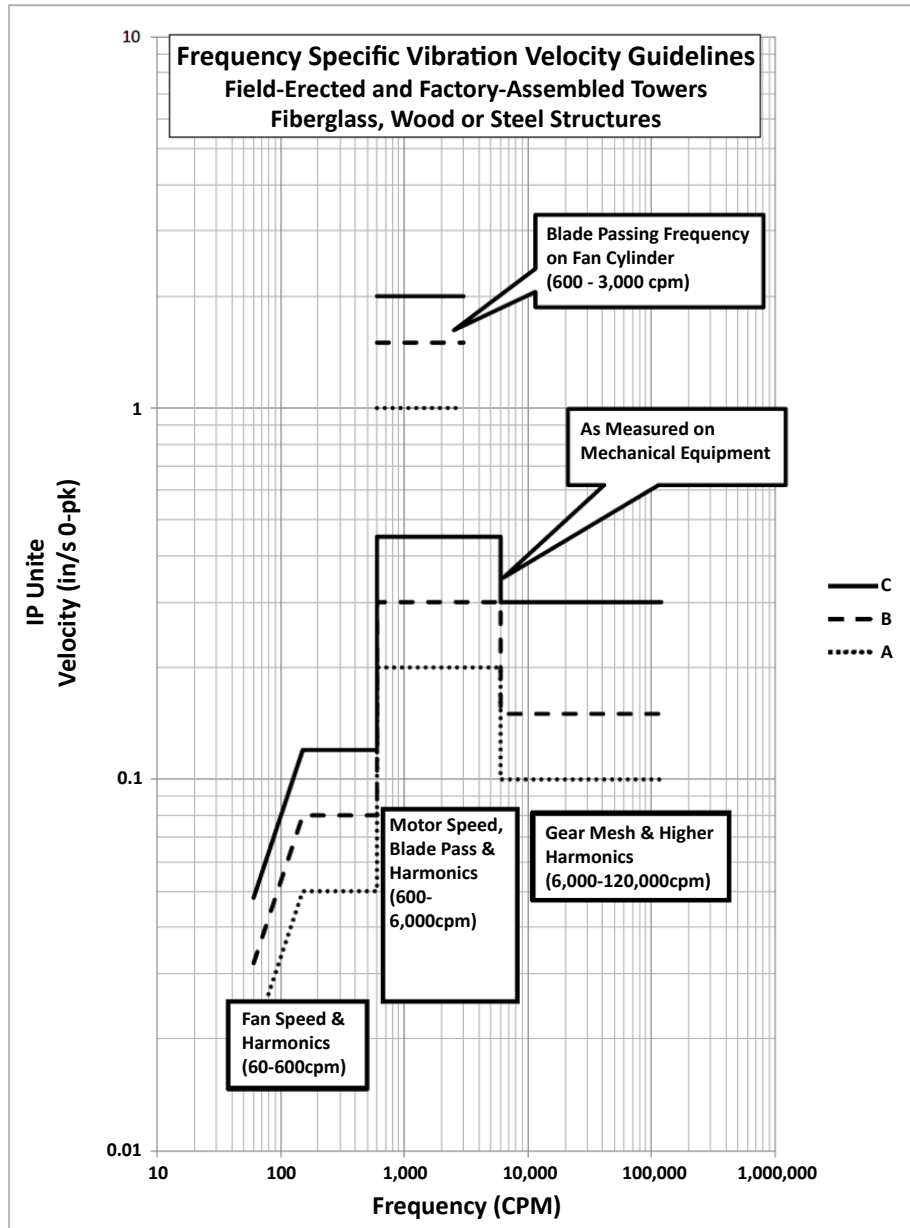 Frequency Specific Vibration Velocity Guidelines
Field-Erected and Factory-Assembled Towers
Fiberglass, Wood or Steel Structures
10
Blade Passing Frequency
on Fan Cylinder
(600 - 3,000 cpm)
1
As Measured on
Mechanical Equipment
IP Unite
Velocity (in/s 0-pk)
C
B
A
0.1
Motor Speed,
Blade Pass &
Harmonics
(600-
6,000cpm)
Gear Mesh & Higher
Harmonics
(6,000-120,000cpm)
Fan Speed &
Harmonics
(60-600cpm)
0.01
10 100 1,000 10,000 100,000 1,000,000
Frequency (CPM)